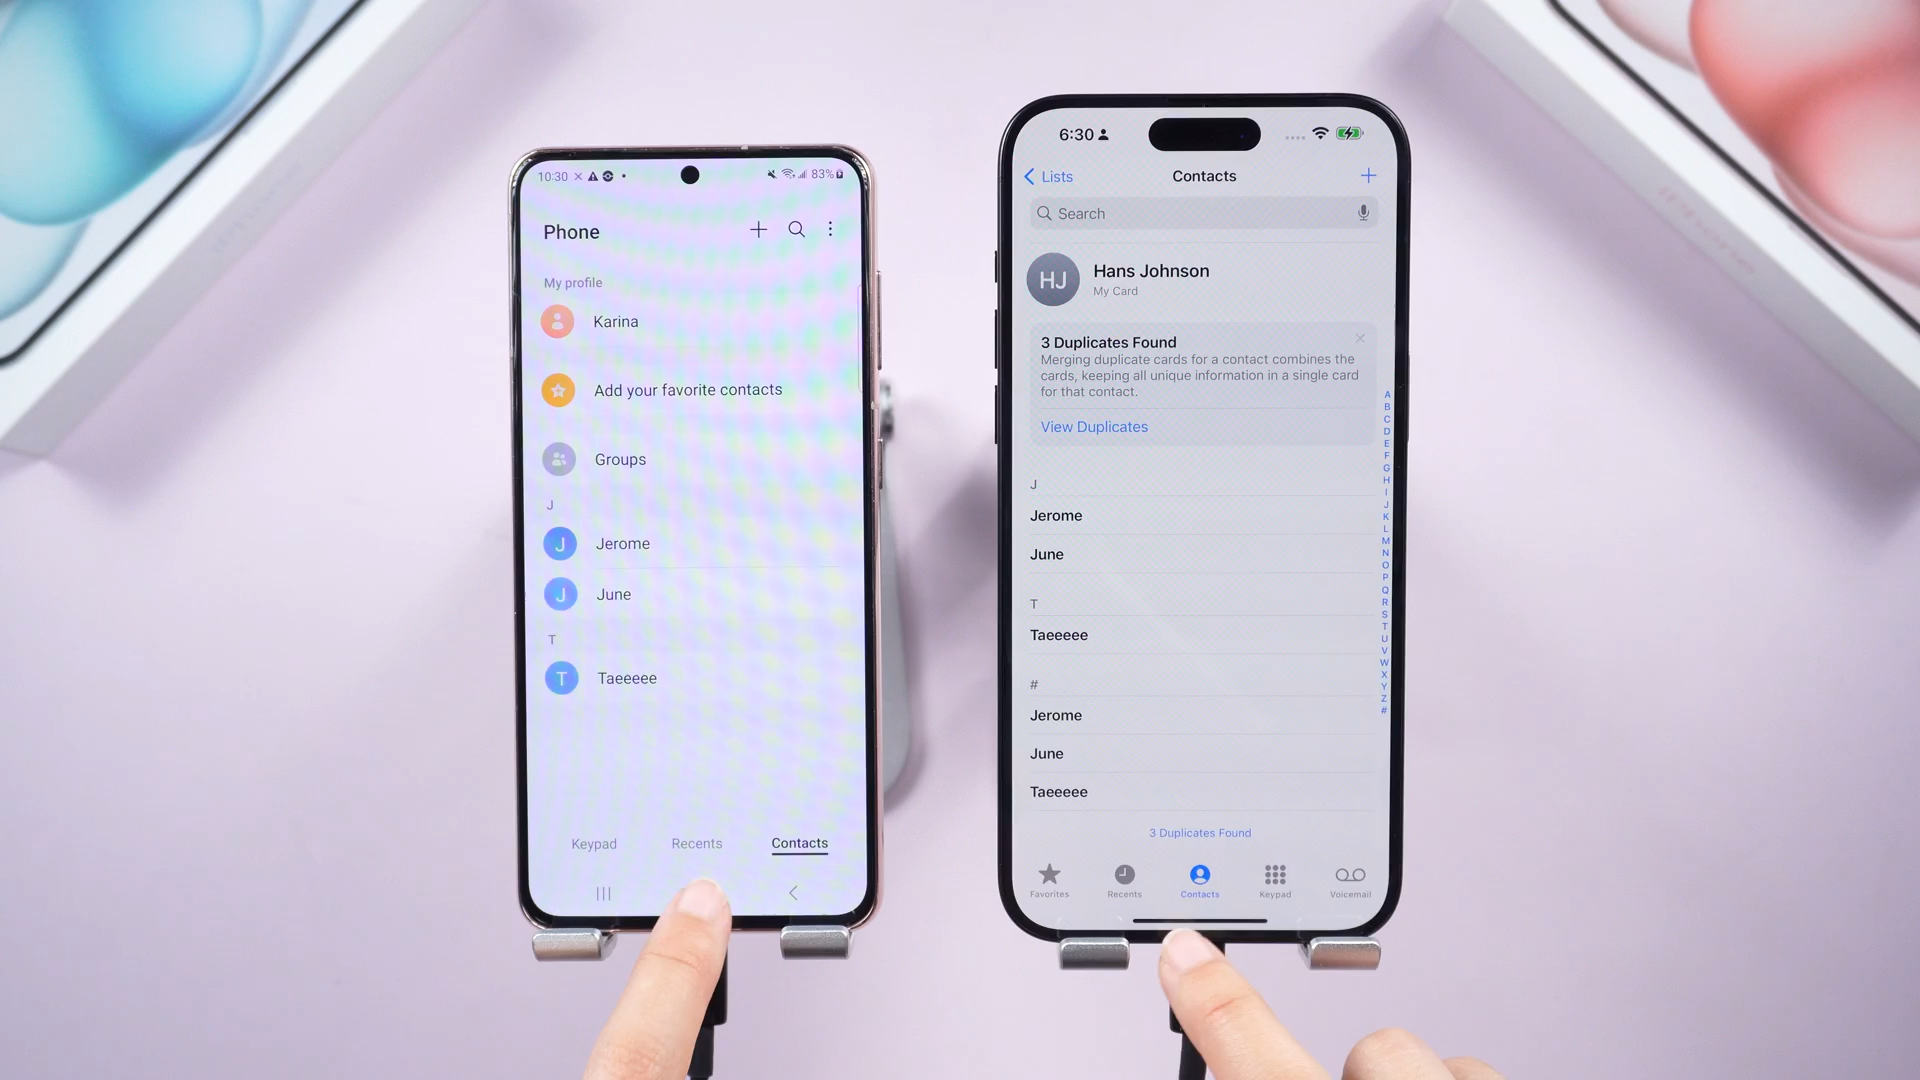 10:30
83%
Phone
My profile
Karina
Add your favorite contacts
Groups
J
J Jerome
J June
T
T Taeeeee
Keypad Recents Contacts
6:30
Lists Contacts
Search
HJ
Hans Johnson
My Card
3 Duplicates Found
Merging duplicate cards for a contact combines the
cards, keeping all unique information in a single card
for that contact.
View Duplicates
J
Jerome
June
T
Taeeeee
#
Jerome
June
Taeeeee
3 Duplicates Found
A
B
C
D
E
F
G
H
I
J
K
L
M
N
O
P
Q
R
S
T
U
V
W
X
Y
Z
#
Favorites Recents Contacts Keypad Voicemail
iPhone